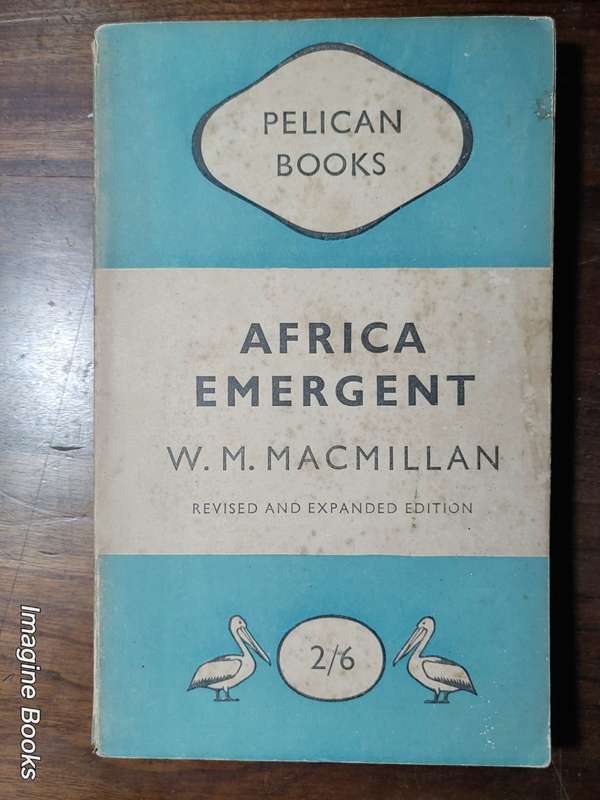 PELICAN
BOOKS
AFRICA
EMERGENT
W. M. MACMILLAN
REVISED AND EXPANDED EDITION
2/6
Imagine Books